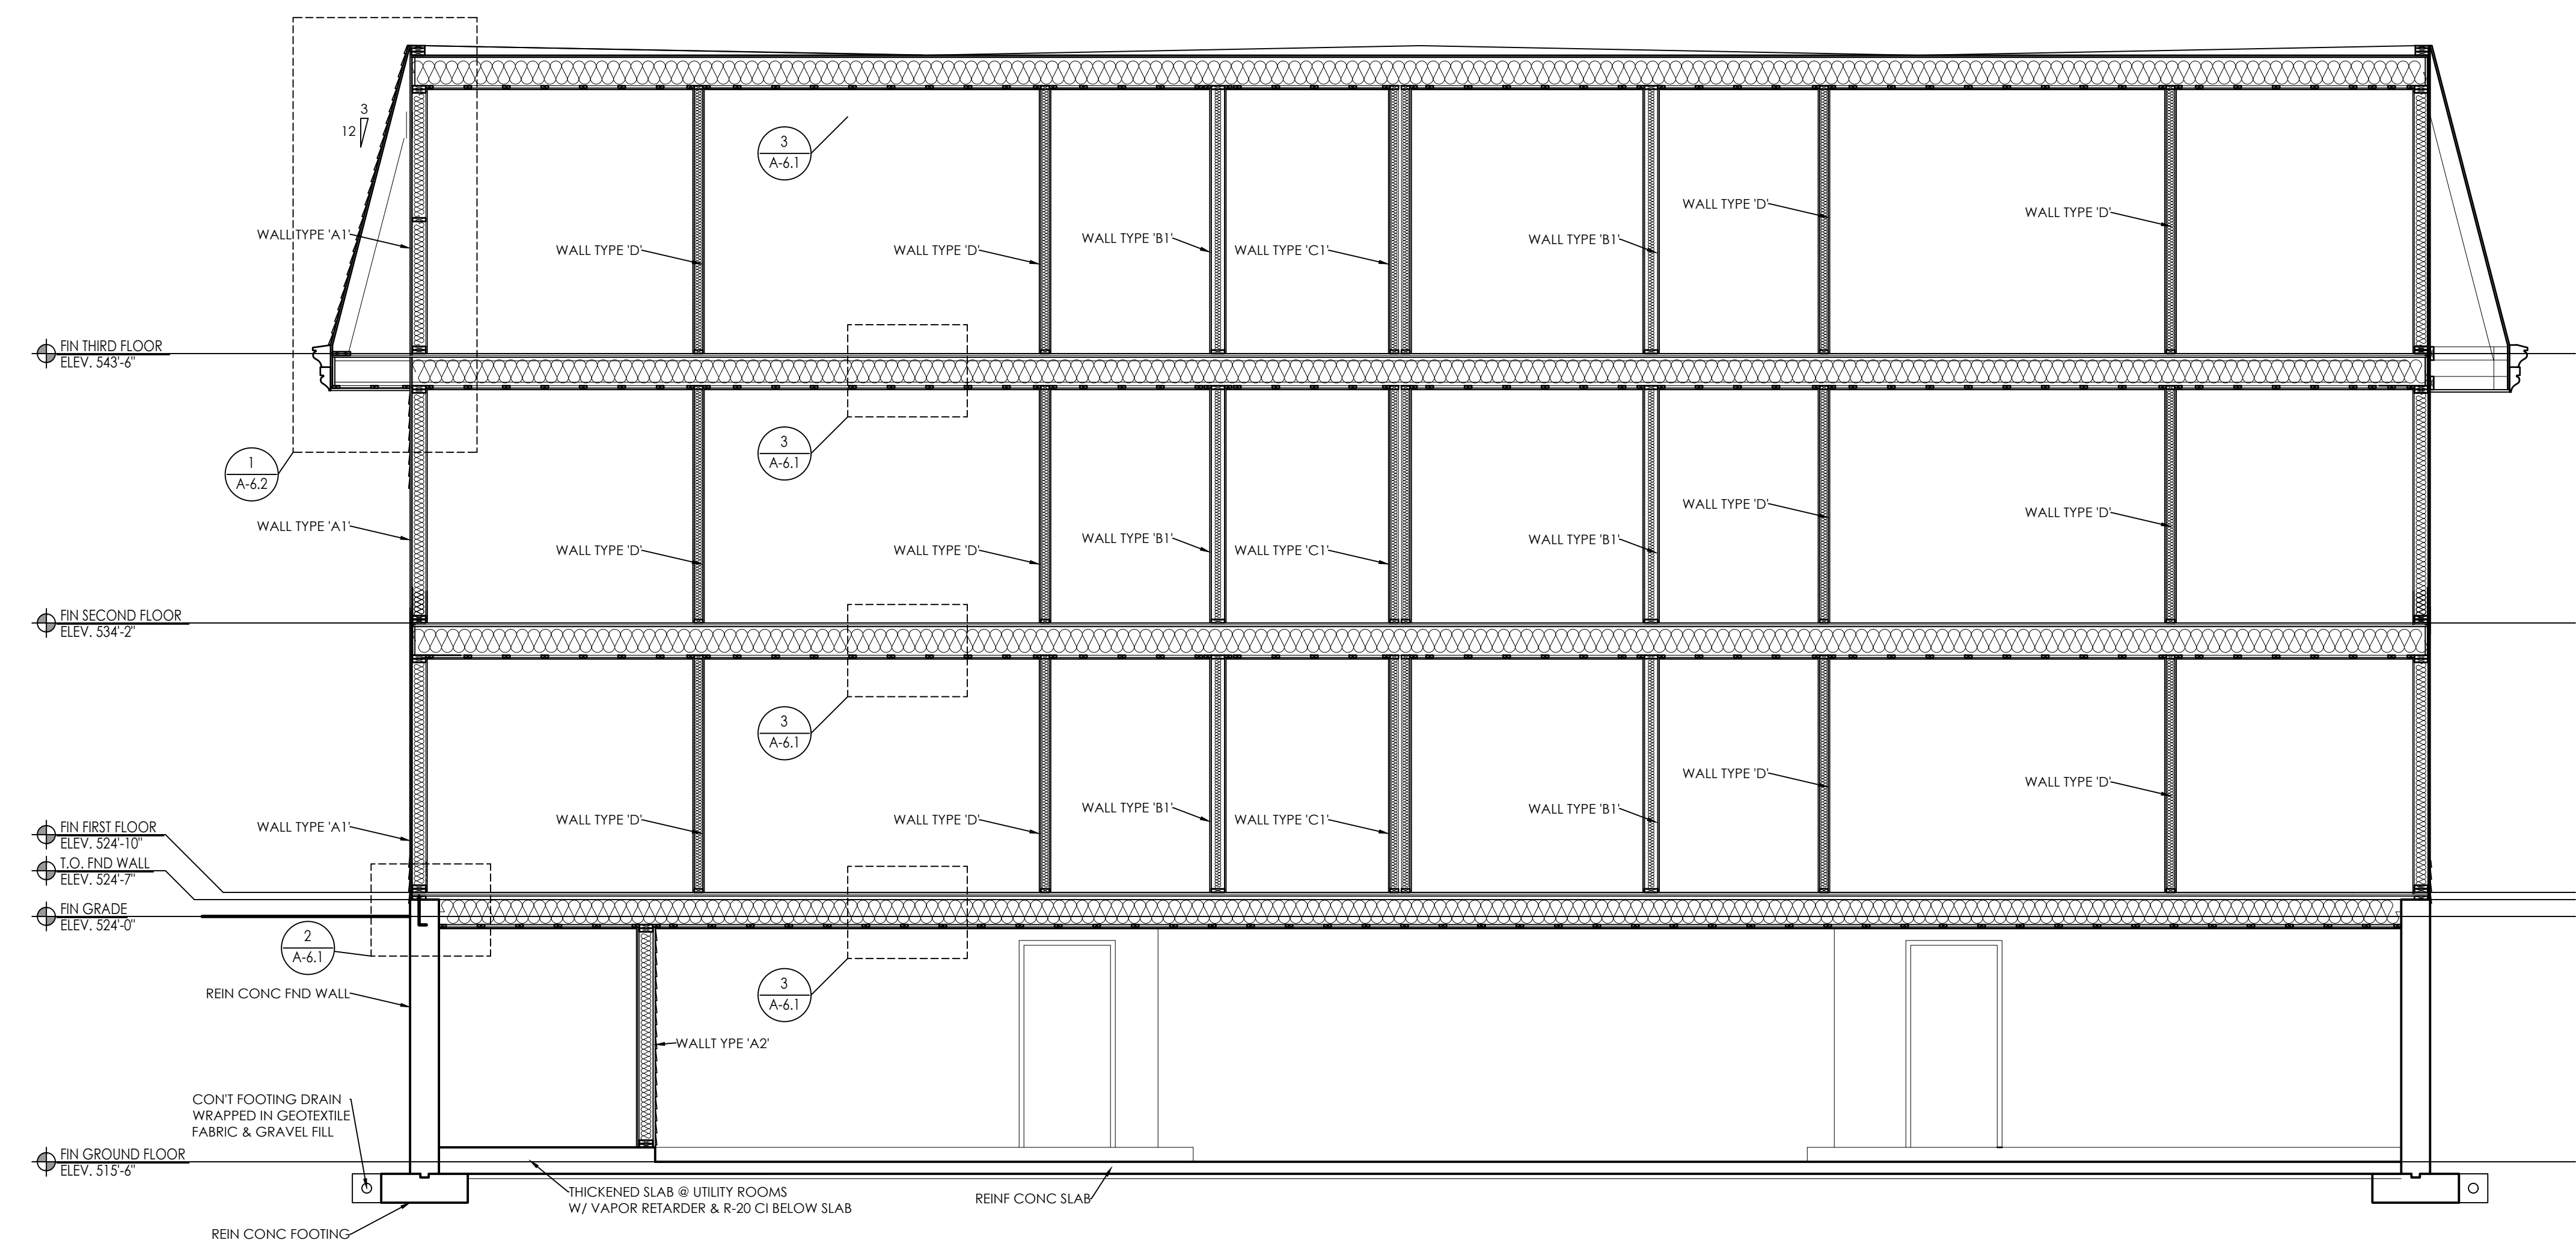 3
12
3
A-6.1
WALL TYPE 'D'
WALL TYPE 'D'
WALL TYPE 'A1'
WALL TYPE 'D'
WALL TYPE 'D'
WALL TYPE 'B1'
WALL TYPE 'C1'
WALL TYPE 'B1'
FIN THIRD FLOOR
ELEV. 543'-6"
3
A-6.1
1
A-6.2
WALL TYPE 'A1'
WALL TYPE 'D'
WALL TYPE 'D'
WALL TYPE 'B1'
WALL TYPE 'C1'
WALL TYPE 'B1'
WALL TYPE 'D'
WALL TYPE 'D'
FIN SECOND FLOOR
ELEV. 534'-2"
3
A-6.1
WALL TYPE 'A1'
WALL TYPE 'D'
WALL TYPE 'D'
WALL TYPE 'B1'
WALL TYPE 'C1'
WALL TYPE 'B1'
WALL TYPE 'D'
WALL TYPE 'D'
FIN FIRST FLOOR
ELEV. 524'-10"
T.O. FND WALL
ELEV. 524'-7"
FIN GRADE
ELEV. 524'-0"
2
A-6.1
REIN CONC FND WALL
3
A-6.1
WALLT YPE 'A2'
CON'T FOOTING DRAIN
WRAPPED IN GEOTEXTILE
FABRIC & GRAVEL FILL
FIN GROUND FLOOR
ELEV. 515'-6"
THICKENED SLAB @ UTILITY ROOMS
W/ VAPOR RETARDER & R-20 CI BELOW SLAB
REINF CONC SLAB
REIN CONC FOOTING